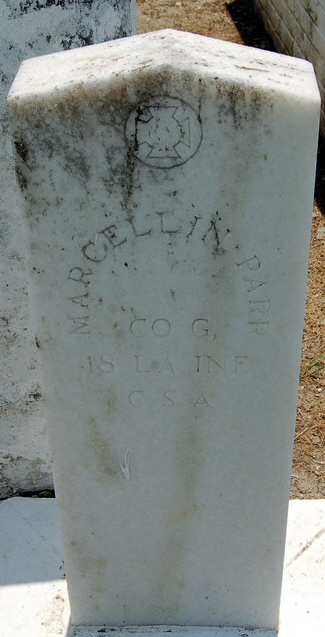 MARCELLIN PARR
CO G
18 LA INF
C S A